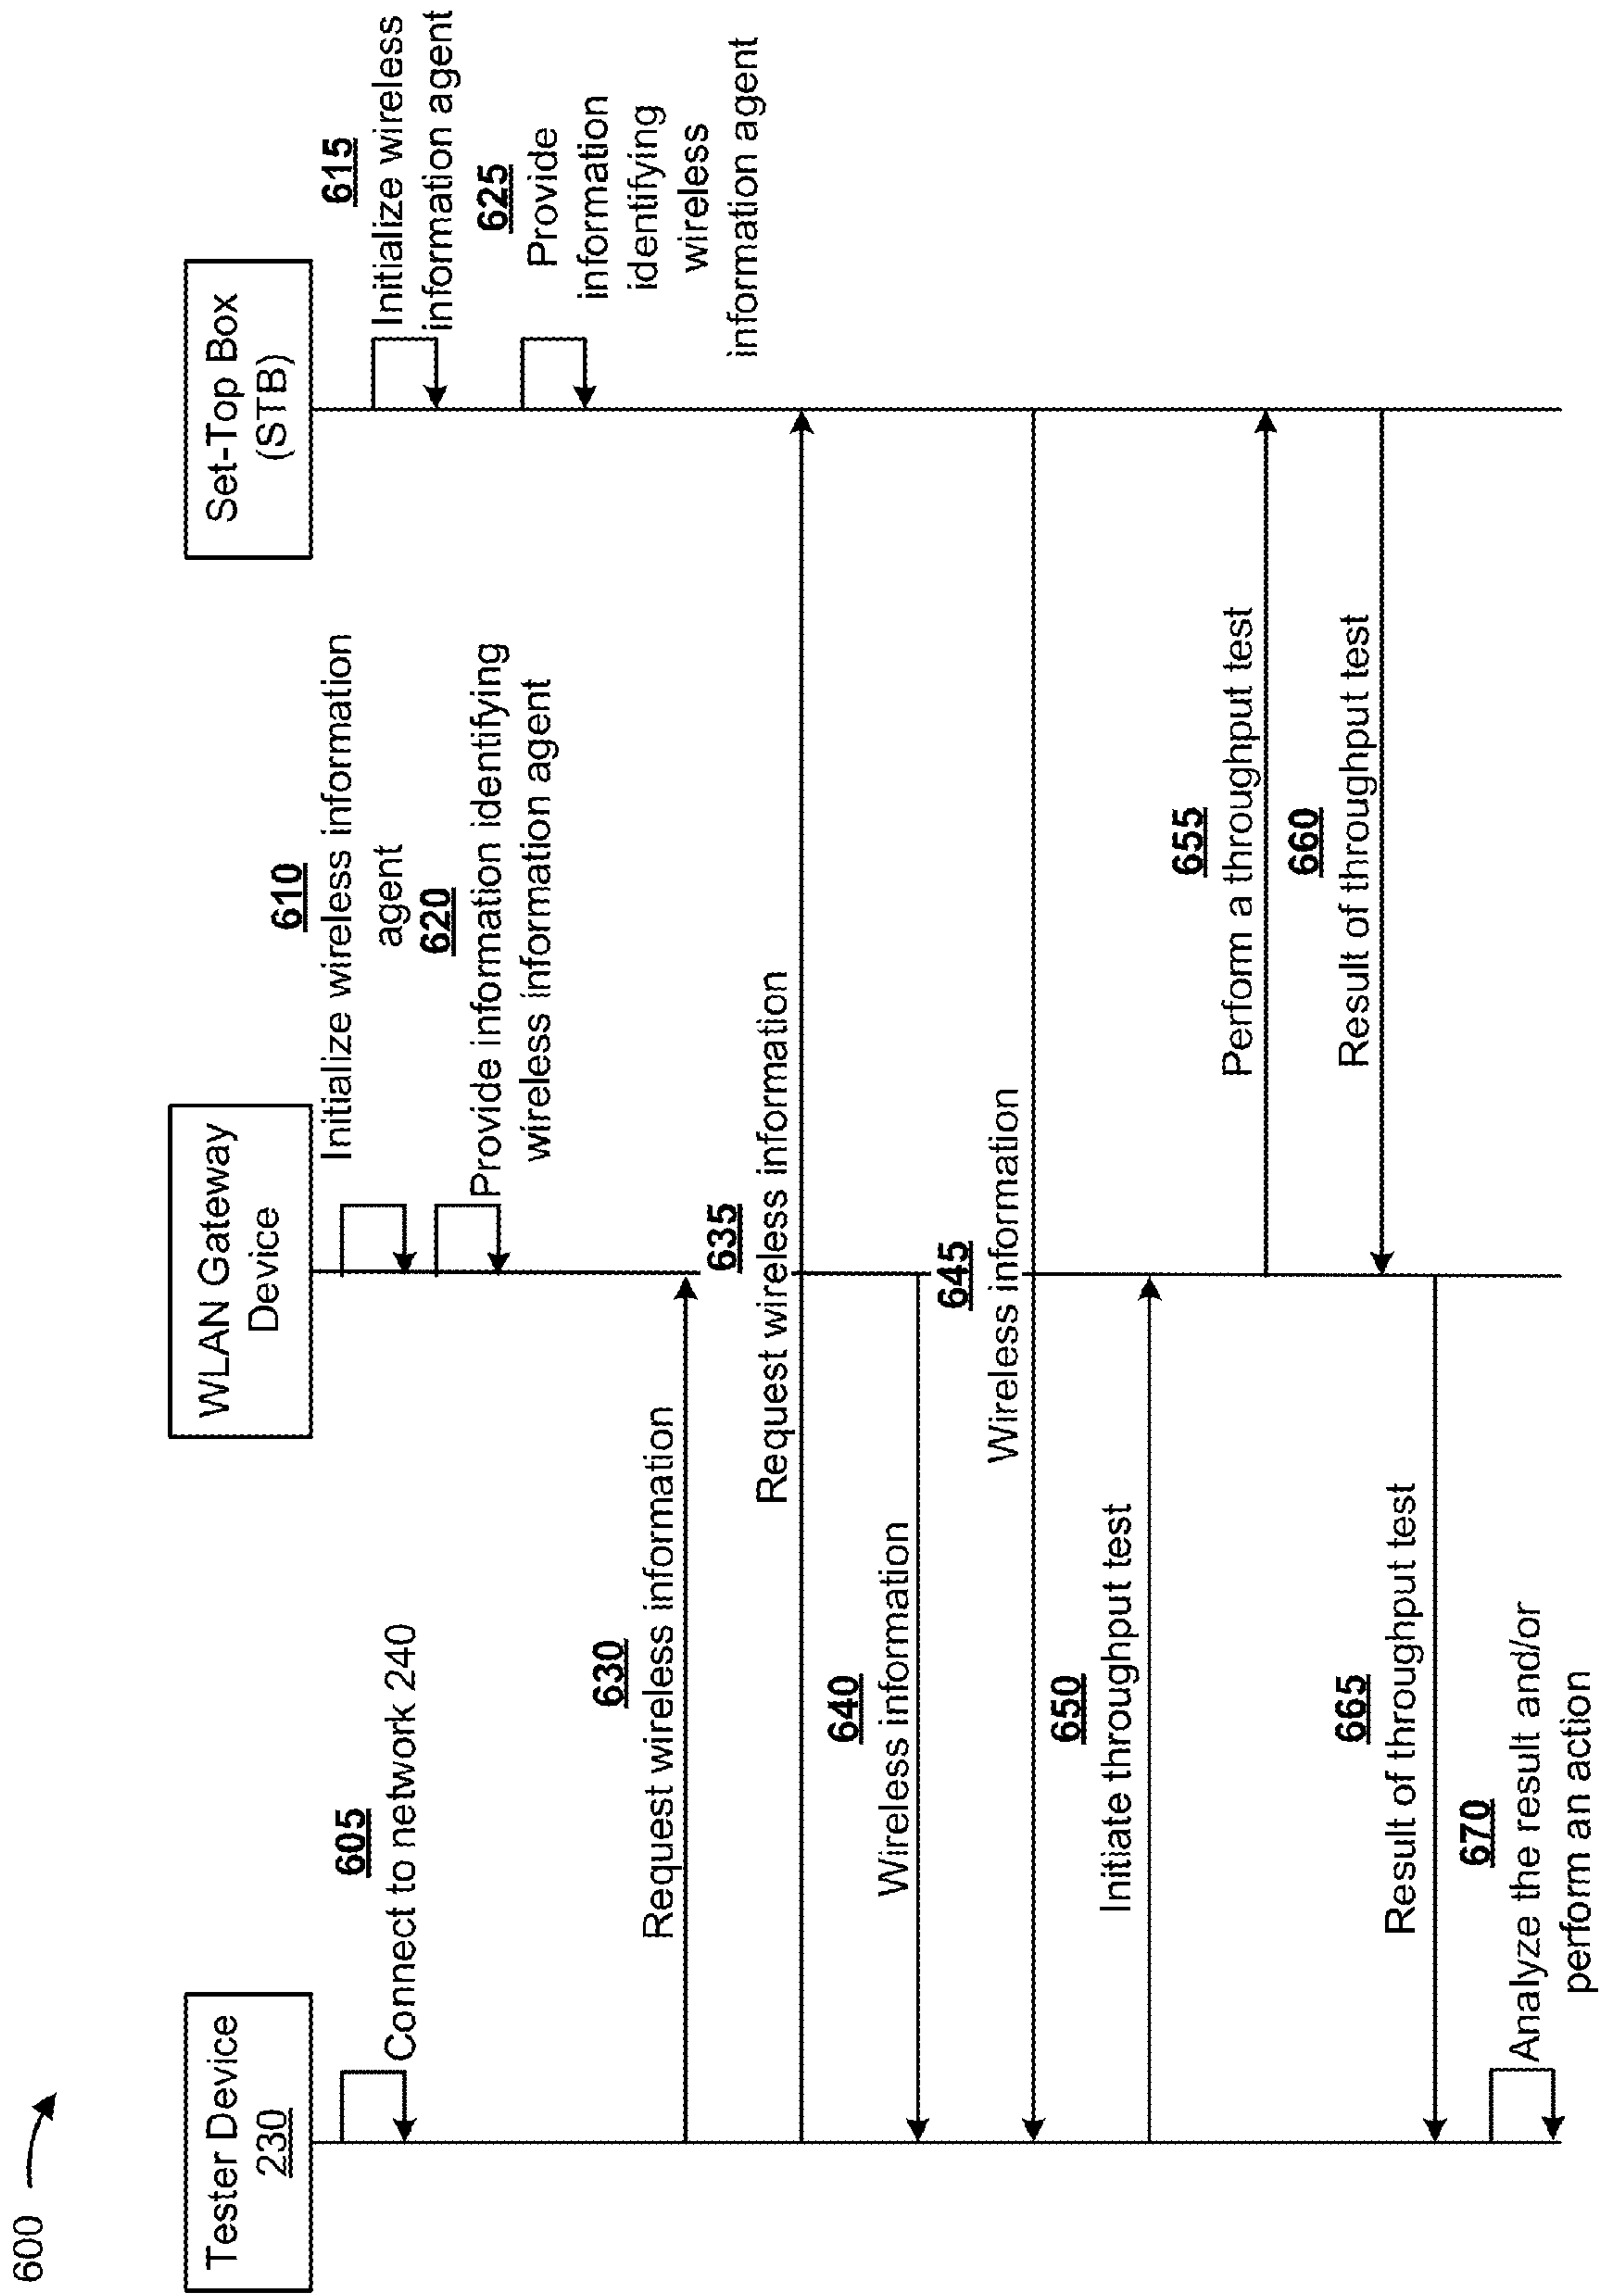 600
Tester Device
230
WLAN Gateway
Device
Set-Top Box
(STB)
605
Connect to network 240
610
Initialize wireless information
agent
615
Initialize wireless
information agent
620
Provide information identifying
wireless information agent
625
Provide
information
identifying
wireless
information agent
630
Request wireless information
635
Request wireless information
640
Wireless information
645
Wireless information
650
Initiate throughput test
655
Perform a throughput test
660
Result of throughput test
665
Result of throughput test
670
Analyze the result and/or
perform an action